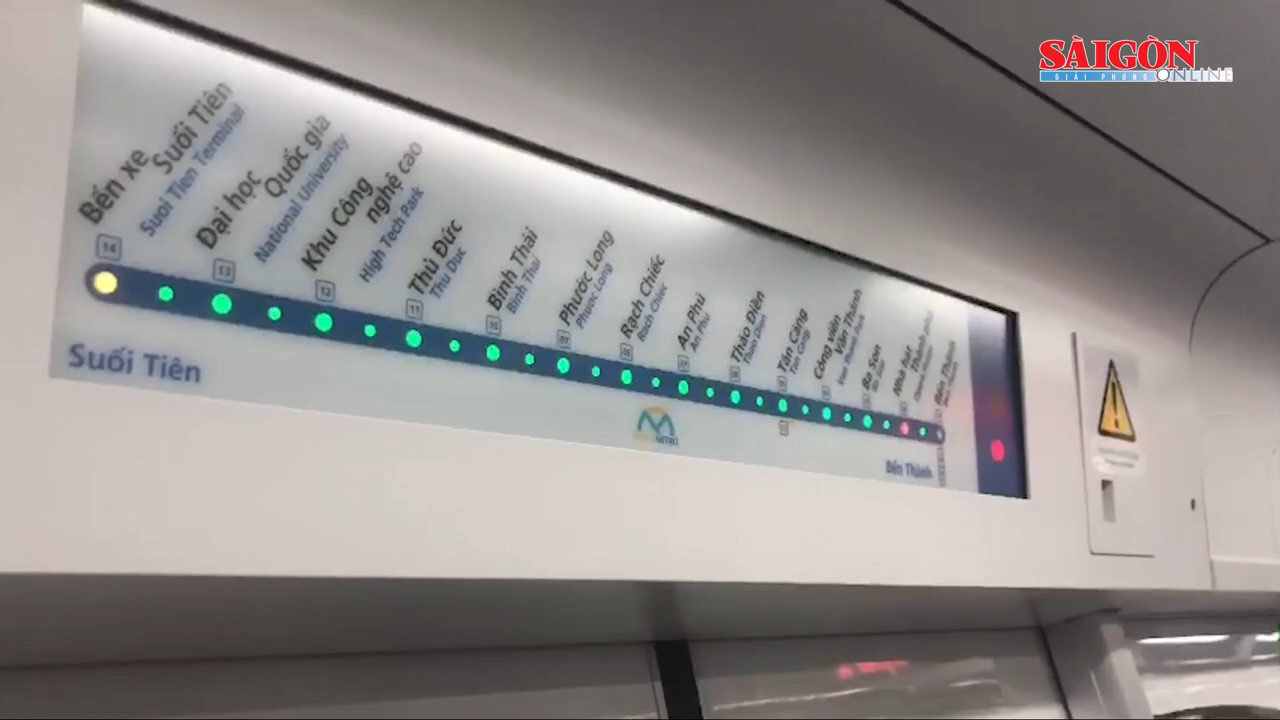 SÀIGÒN
GIẢI PHÓNG ONLINE
Bến xe
Suối Tiên
Suoi Tien Terminal
14
Đại học
Quốc gia
National University
13
Khu Công
nghệ cao
High Tech Park
12
Thủ Đức
Thu Duc
11
Bình Thái
Binh Thai
10
Phước Long
Phuoc Long
09
Rạch Chiếc
Rach Chiec
08
An Phú
An Phu
Thảo Điền
Thao Dien
Tân Cảng
Tan Cang
Công viên
Văn Thánh
Van Thanh Park
Ba Son
Ba Son
Nhà hát
Thành phố
Bến Thành
Suối Tiên
METRO
Bến Thành